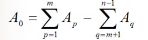 $A_0 = \sum_{p=1}^{m} A_p - \sum_{q=m+1}^{n-1} A_q$